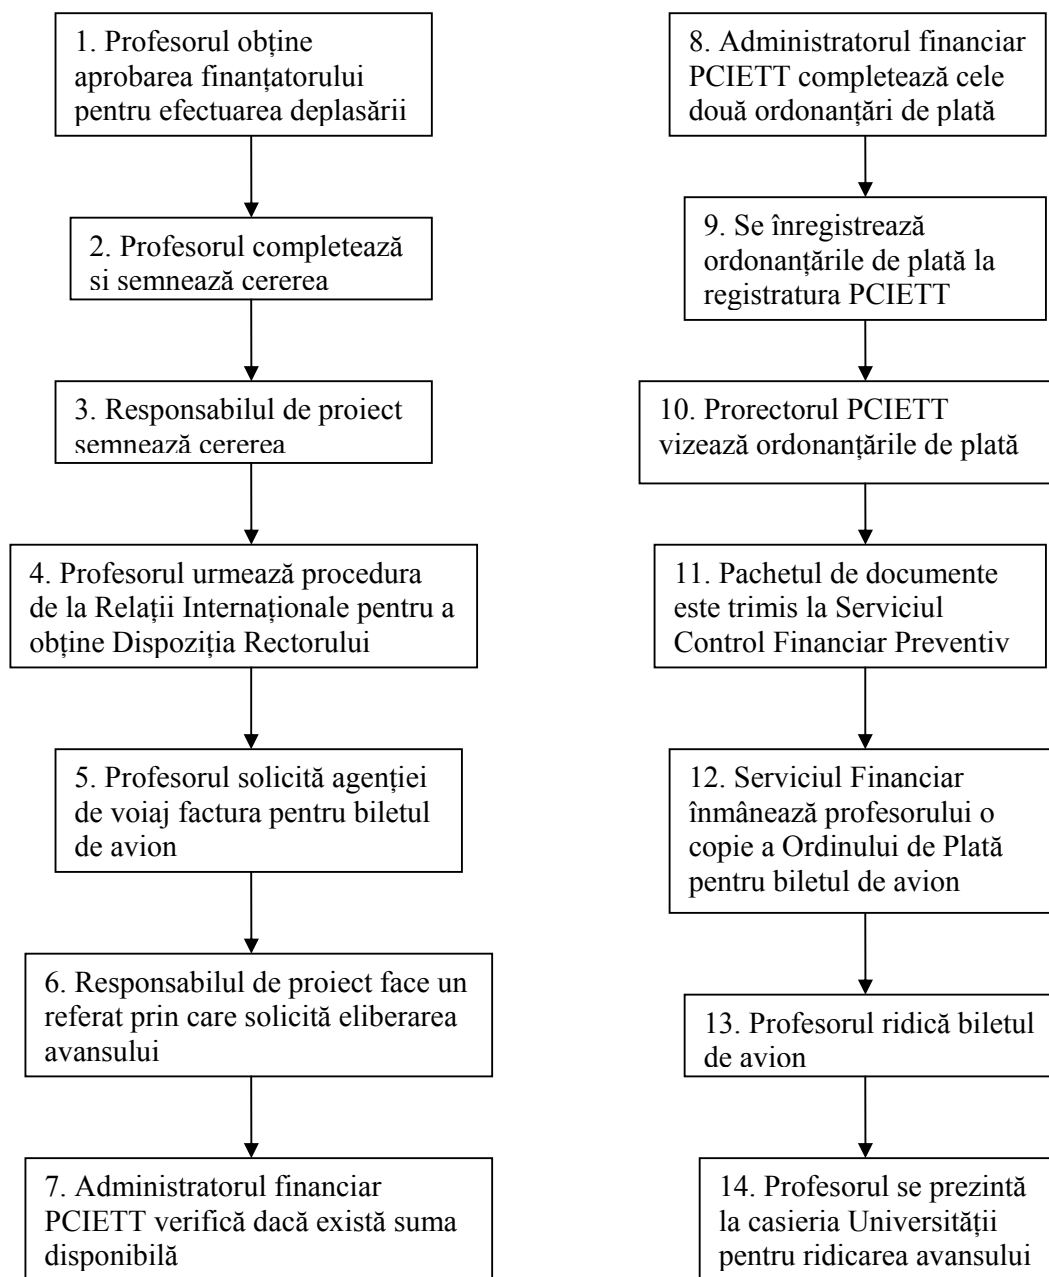 1. Profesorul obține
aprobarea finanțatorului
pentru efectuarea deplasării
2. Profesorul completează
si semnează cererea
3. Responsabilul de proiect
semnează cererea
4. Profesorul urmează procedura
de la Relații Internaționale pentru a
obține Dispoziția Rectorului
5. Profesorul solicită agenției
de voiaj factura pentru biletul
de avion
6. Responsabilul de proiect face un
referat prin care solicită eliberarea
avansului
7. Administratorul financiar
PCIETT verifică dacă există suma
disponibilă
8. Administratorul financiar
PCIETT completează cele
două ordonanțări de plată
9. Se înregistrează
ordonanțările de plată la
registratura PCIETT
10. Prorectorul PCIETT
vizează ordonanțările de plată
11. Pachetul de documente
este trimis la Serviciul
Control Financiar Preventiv
12. Serviciul Financiar
înmânează profesorului o
copie a Ordinului de Plată
pentru biletul de avion
13. Profesorul ridică biletul
de avion
14. Profesorul se prezintă
la casieria Universității
pentru ridicarea avansului